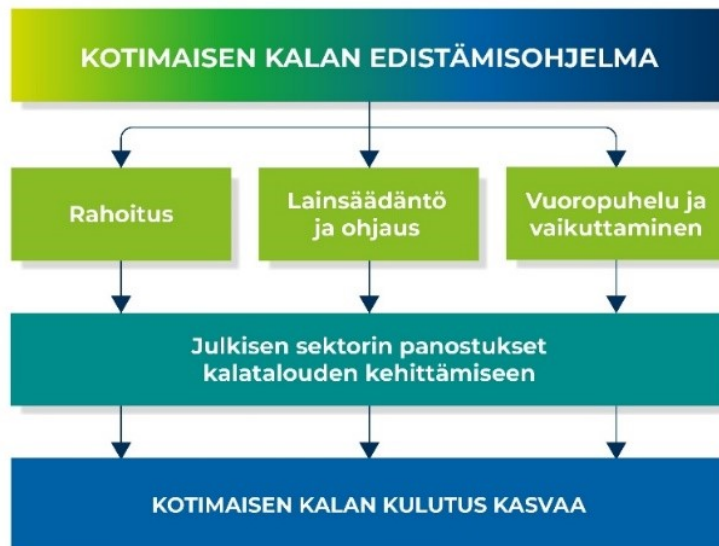 KOTIMAISEN KALAN EDISTÄMISOHJELMA
Rahoitus
Lainsäädäntö
ja ohjaus
Vuoropuhelu ja
vaikuttaminen
Julkisen sektorin panostukset
kalatalouden kehittämiseen
KOTIMAISEN KALAN KULUTUS KASVAA